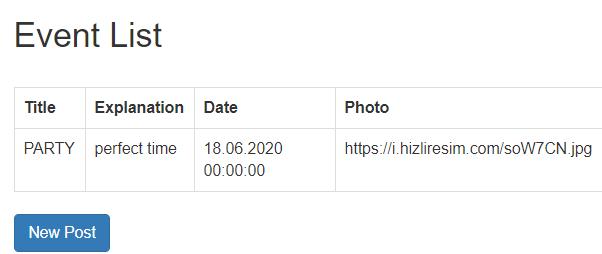 Event List
Title Explanation Date Photo
PARTY perfect time 18.06.2020 https://i.hizliresim.com/soW7CN.jpg
00:00:00
New Post